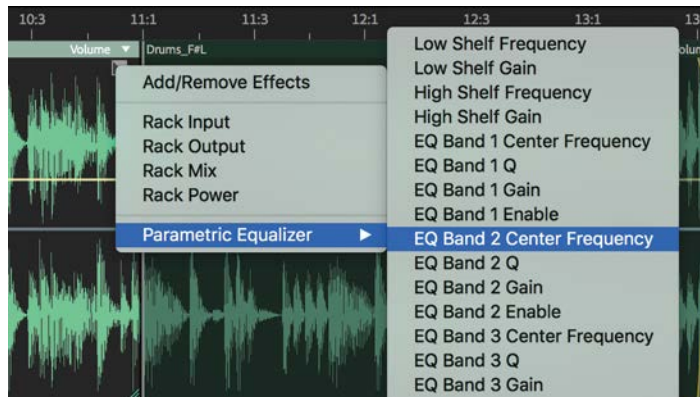 10:3 11:1 11:3 12:1 12:3 13:1 13
Volume Drums_F#L
Add/Remove Effects
Rack Input
Rack Output
Rack Mix
Rack Power
Parametric Equalizer
Low Shelf Frequency
Low Shelf Gain
High Shelf Frequency
High Shelf Gain
EQ Band 1 Center Frequency
EQ Band 1 Q
EQ Band 1 Gain
EQ Band 1 Enable
EQ Band 2 Center Frequency
EQ Band 2 Q
EQ Band 2 Gain
EQ Band 2 Enable
EQ Band 3 Center Frequency
EQ Band 3 Q
EQ Band 3 Gain